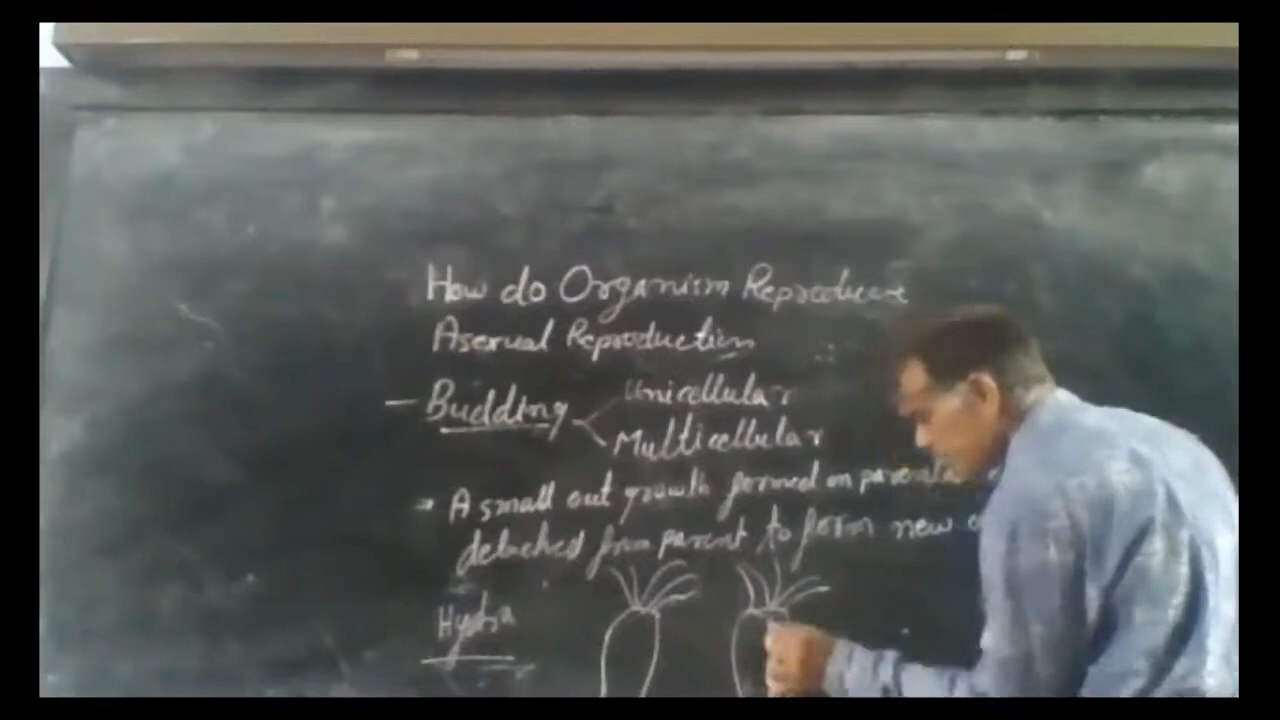 How do Organism Reproduce
Asexual Reproduction
– Budding
Unicellular
Multicellular
→ A small out growth formed on
detached from parent to form new
Hydra